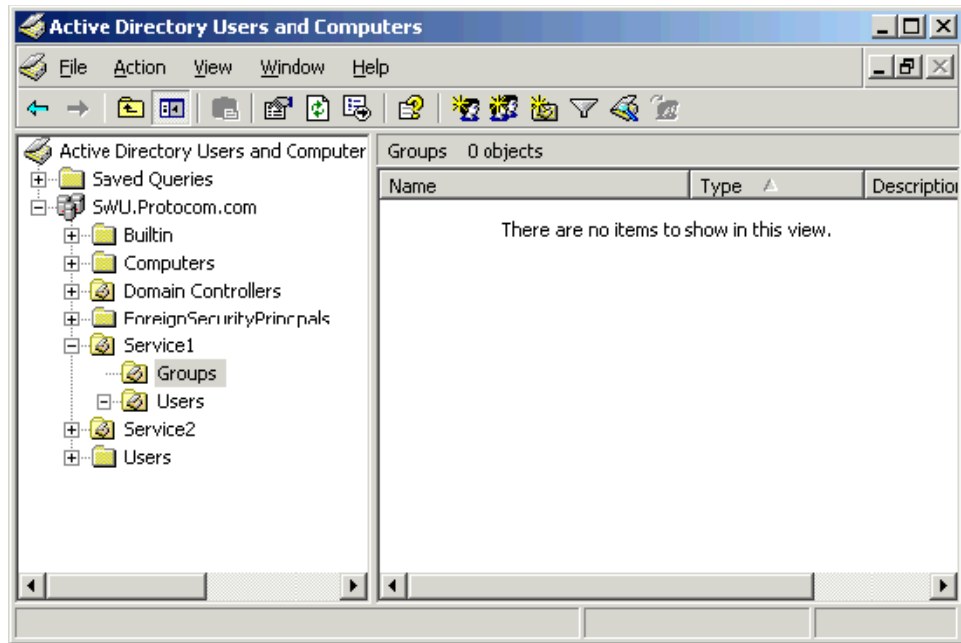 Active Directory Users and Computers
File Action View Window Help
Active Directory Users and Computer
Groups 0 objects
Saved Queries
Name Type Description
SWU.Protocom.com
There are no items to show in this view.
Builtin
Computers
Domain Controllers
ForeignSecurityPrincpals
Service1
Groups
Users
Service2
Users